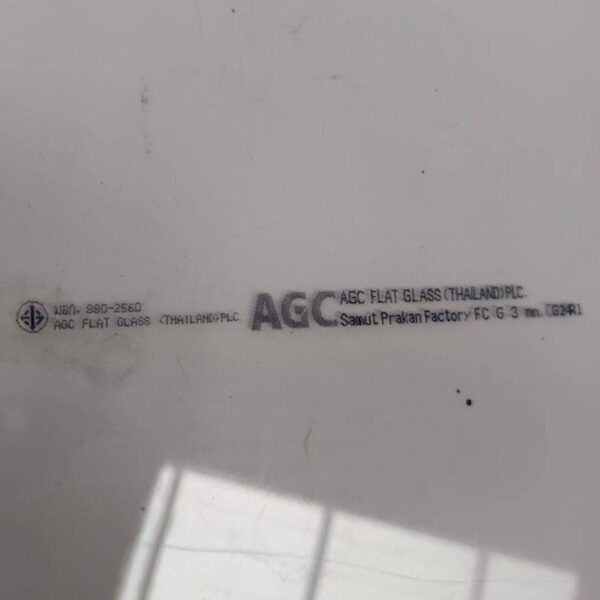 มอก. 880-2560
AGC FLAT GLASS (THAILAND) PLC.
AGC
AGC FLAT GLASS (THAILAND) PLC.
Samut Prakan Factory FC G 3 mm.